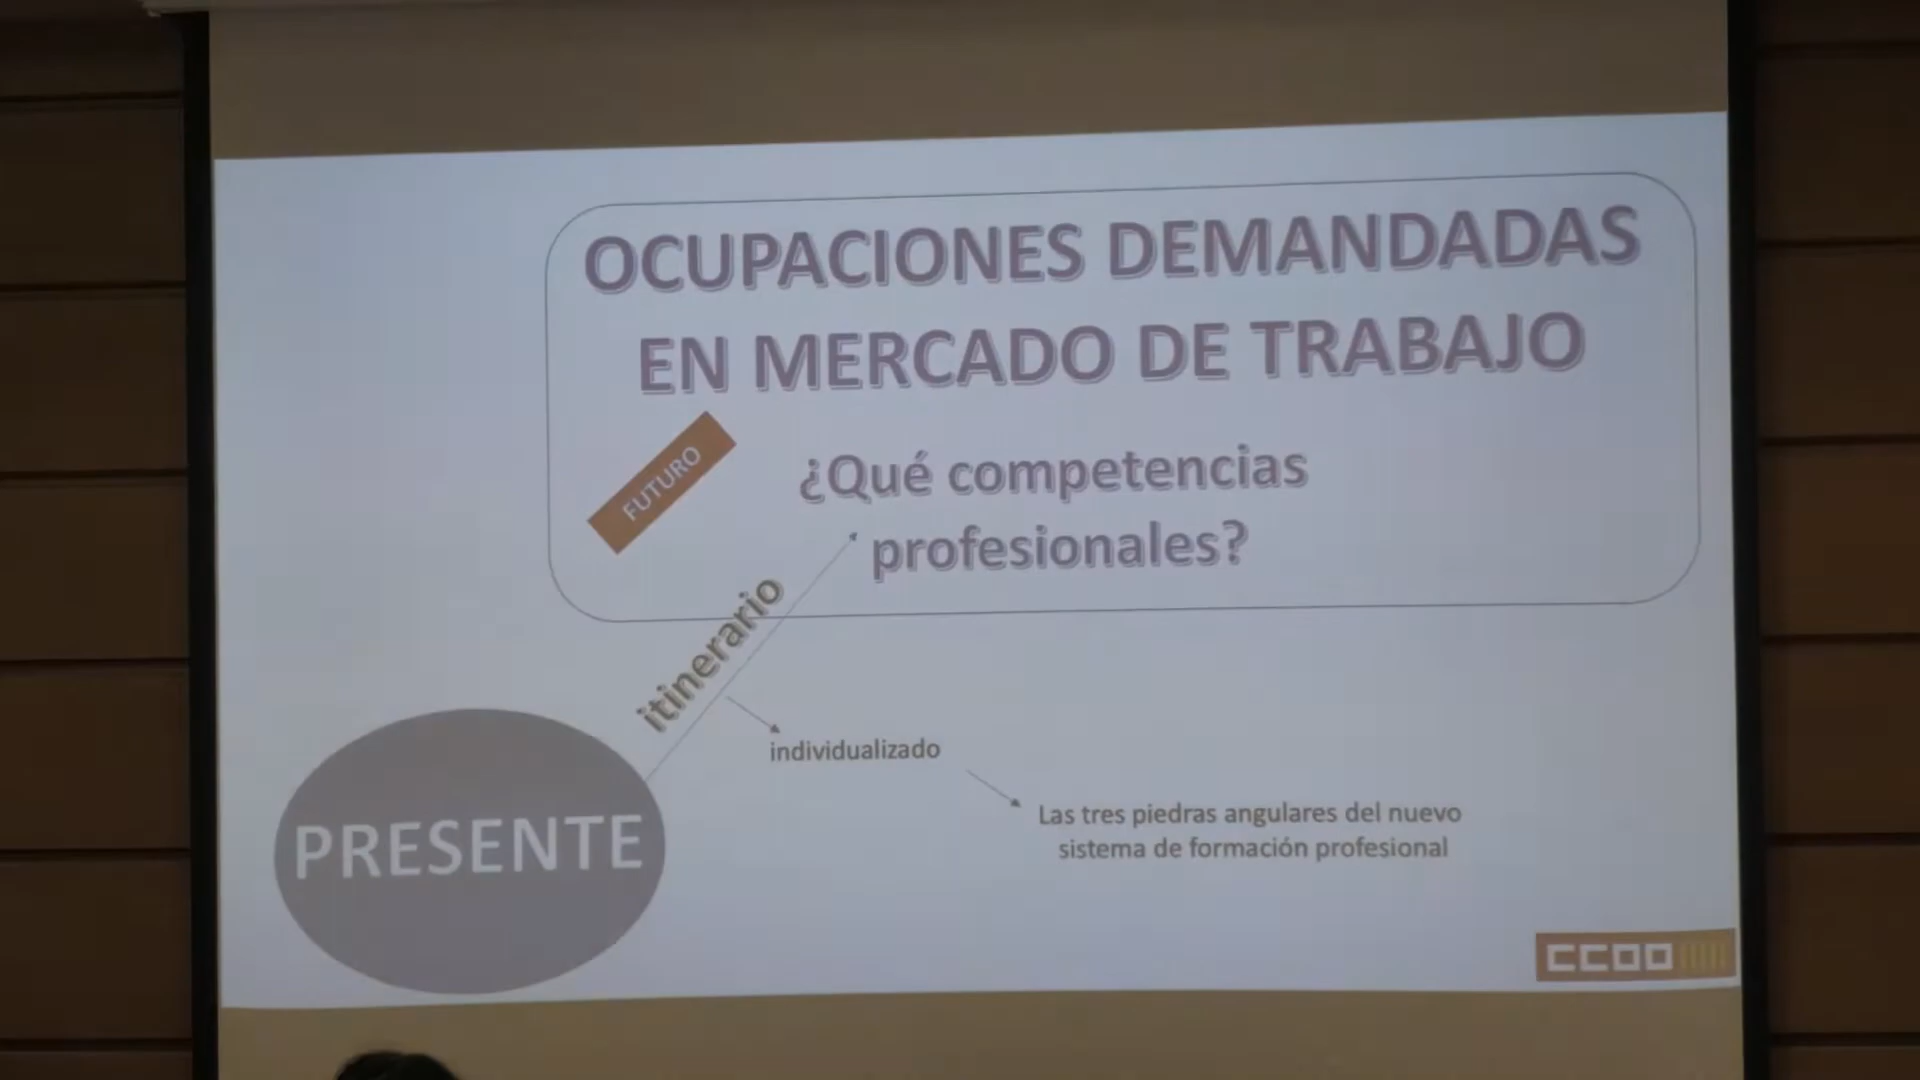 OCUPACIONES DEMANDADAS
EN MERCADO DE TRABAJO
FUTURO
¿Qué competencias
profesionales?
itinerario
individualizado
PRESENTE
Las tres piedras angulares del nuevo
sistema de formación profesional
CCOO